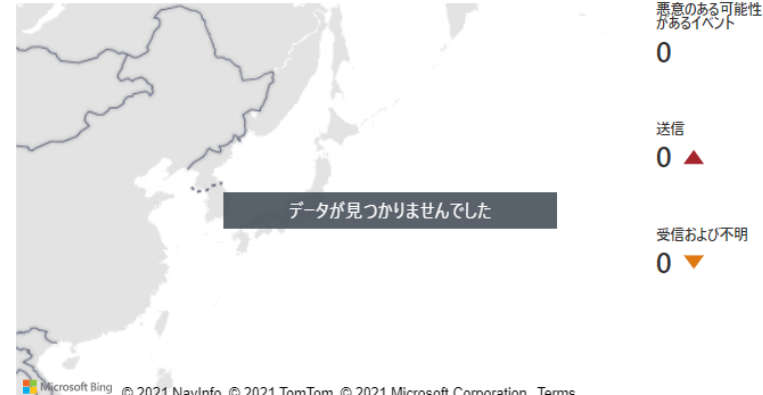 悪意のある可能性
があるイベント
0
送信
0
データが見つかりませんでした
受信および不明
0
Microsoft Bing © 2021 NavInfo, © 2021 TomTom, © 2021 Microsoft Corporation Terms